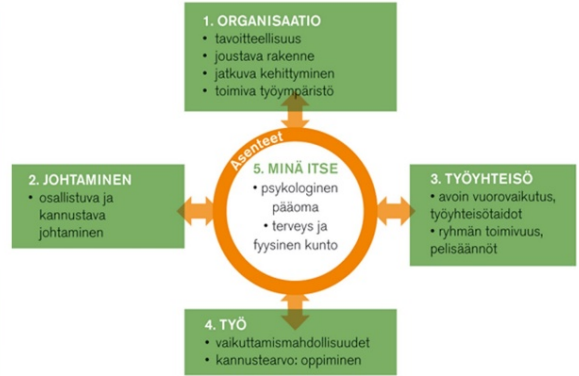 1. ORGANISAATIO
• tavoitteellisuus
• joustava rakenne
• jatkuva kehittyminen
• toimiva työympäristö
Asenteet
2. JOHTAMINEN
• osallistuva ja
kannustava
johtaminen
5. MINÄ ITSE
• psykologinen
pääoma
• terveys ja
fyysinen kunto
3. TYÖYHTEISÖ
• avoin vuorovaikutus,
työyhteisötaidot
• ryhmän toimivuus,
pelisäännöt
4. TYÖ
• vaikuttamismahdollisuudet
• kannustearvo: oppiminen